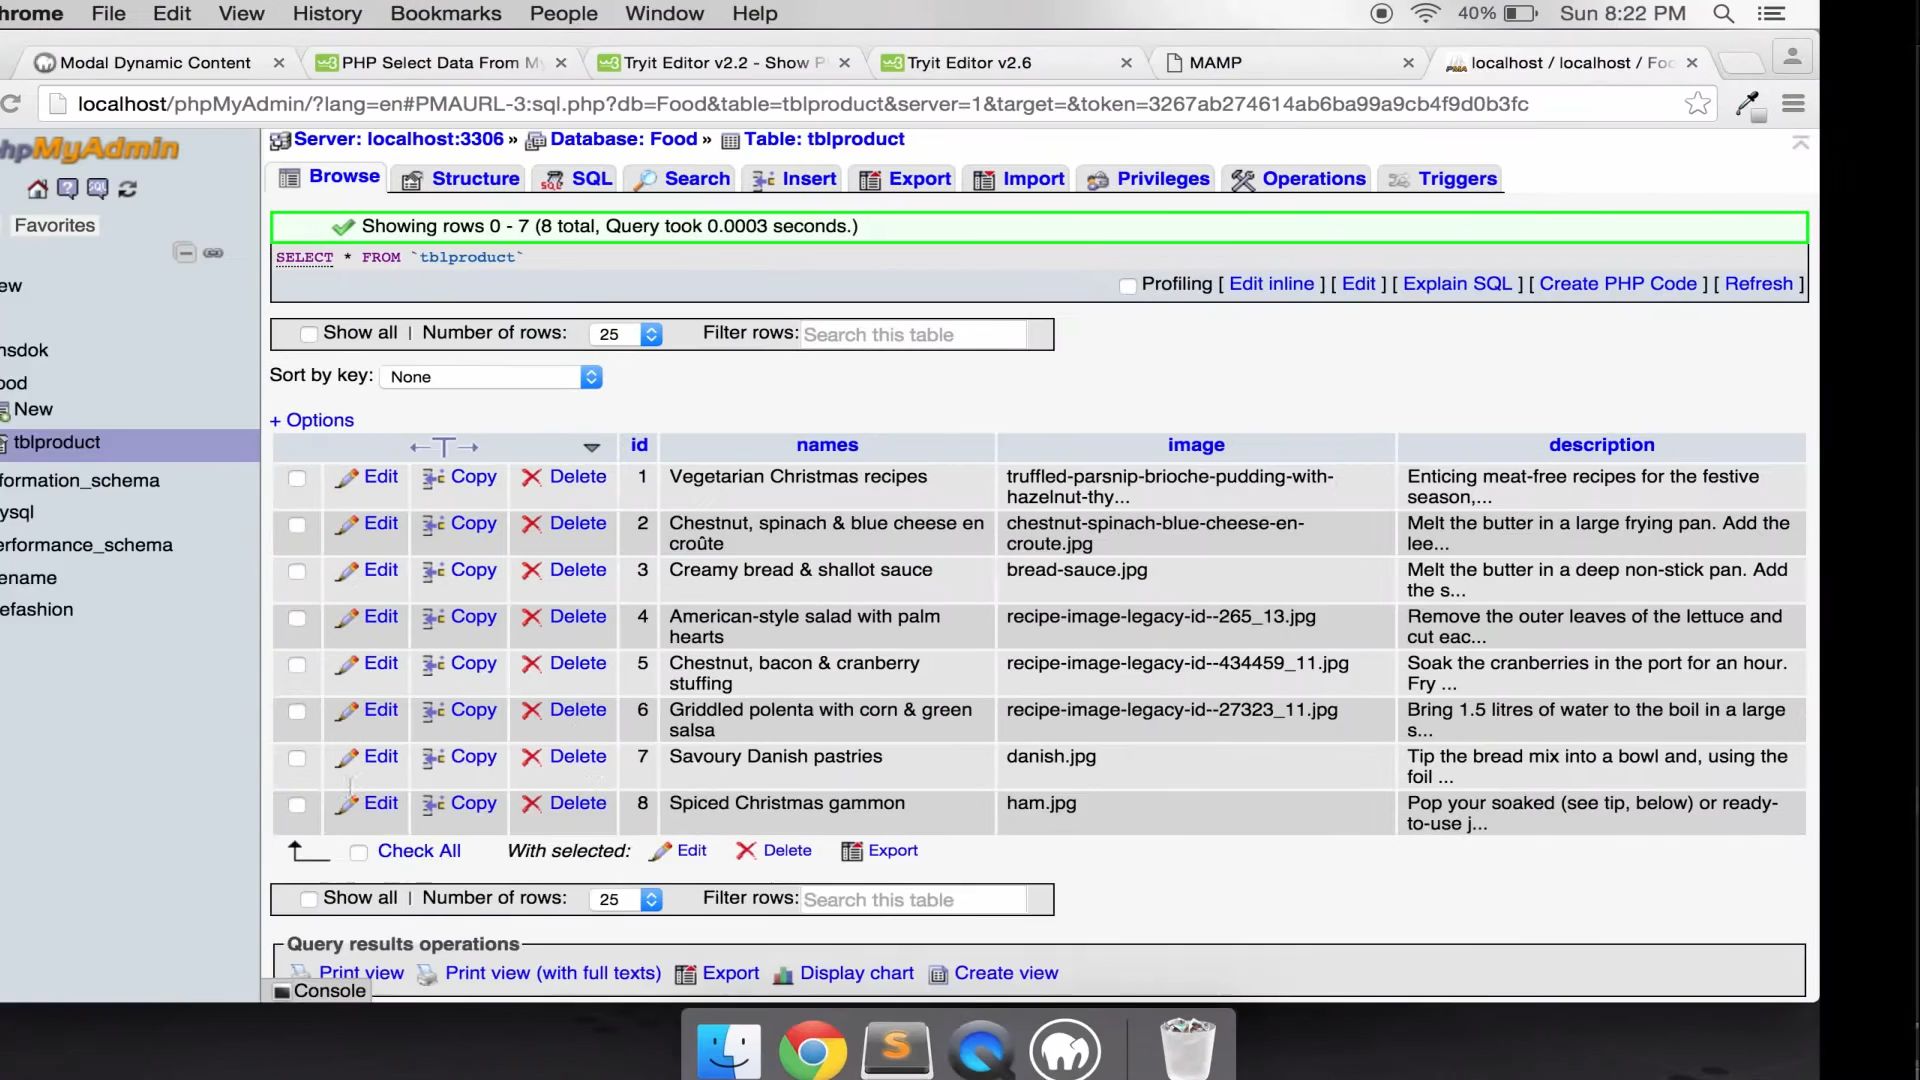 hrome File Edit View History Bookmarks People Window Help 40% Sun 8:22 PM
Modal Dynamic Content × PHP Select Data From M × Tryit Editor v2.2 - Show P × Tryit Editor v2.6 × MAMP × localhost / localhost / Foo ×
localhost/phpMyAdmin/?lang=en#PMAURL-3:sql.php?db=Food&table=tblproduct&server=1&target=&token=3267ab274614ab6ba99a9cb4f9d0b3fc
hpMyAdmin
Favorites
ew
nsdok
ood
New
tblproduct
formation_schema
ysql
erformance_schema
ename
efashion
Server: localhost:3306 » Database: Food » Table: tblproduct
Browse Structure SQL Search Insert Export Import Privileges Operations Triggers
Showing rows 0 - 7 (8 total, Query took 0.0003 seconds.)
SELECT * FROM `tblproduct`
Profiling [ Edit inline ] [ Edit ] [ Explain SQL ] [ Create PHP Code ] [ Refresh ]
Show all | Number of rows: 25 Filter rows: Search this table
Sort by key: None
+ Options
←T→ id names image description
Edit Copy Delete 1 Vegetarian Christmas recipes truffled-parsnip-brioche-pudding-with- Enticing meat-free recipes for the festive
hazelnut-thy... season,...
Edit Copy Delete 2 Chestnut, spinach & blue cheese en chestnut-spinach-blue-cheese-en- Melt the butter in a large frying pan. Add the
croûte croute.jpg lee...
Edit Copy Delete 3 Creamy bread & shallot sauce bread-sauce.jpg Melt the butter in a deep non-stick pan. Add
the s...
Edit Copy Delete 4 American-style salad with palm recipe-image-legacy-id--265_13.jpg Remove the outer leaves of the lettuce and
hearts cut eac...
Edit Copy Delete 5 Chestnut, bacon & cranberry recipe-image-legacy-id--434459_11.jpg Soak the cranberries in the port for an hour.
stuffing Fry ...
Edit Copy Delete 6 Griddled polenta with corn & green recipe-image-legacy-id--27323_11.jpg Bring 1.5 litres of water to the boil in a large
salsa s...
Edit Copy Delete 7 Savoury Danish pastries danish.jpg Tip the bread mix into a bowl and, using the
foil ...
Edit Copy Delete 8 Spiced Christmas gammon ham.jpg Pop your soaked (see tip, below) or ready-
to-use j...
Check All With selected: Edit Delete Export
Show all | Number of rows: 25 Filter rows: Search this table
Query results operations
Print view Print view (with full texts) Export Display chart Create view
Console